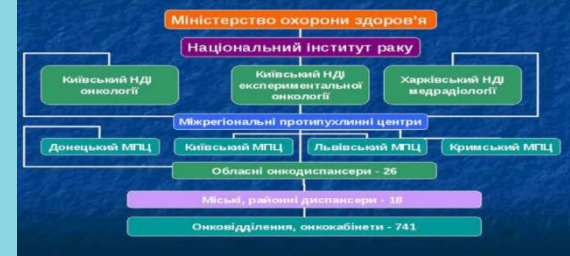 Міністерство охорони здоров'я
Національний інститут раку
Київський НДІ
онкології
Київський НДІ
експериментальної
онкології
Харківський НДІ
медрадіології
Міжрегіональні протипухлинні центри
Донецький МПЦ
Київський МПЦ
Львівський МПЦ
Кримський МПЦ
Обласні онкодиспансери - 26
Міські, районні диспансери - 18
Онковідділення, онкокабінети - 741